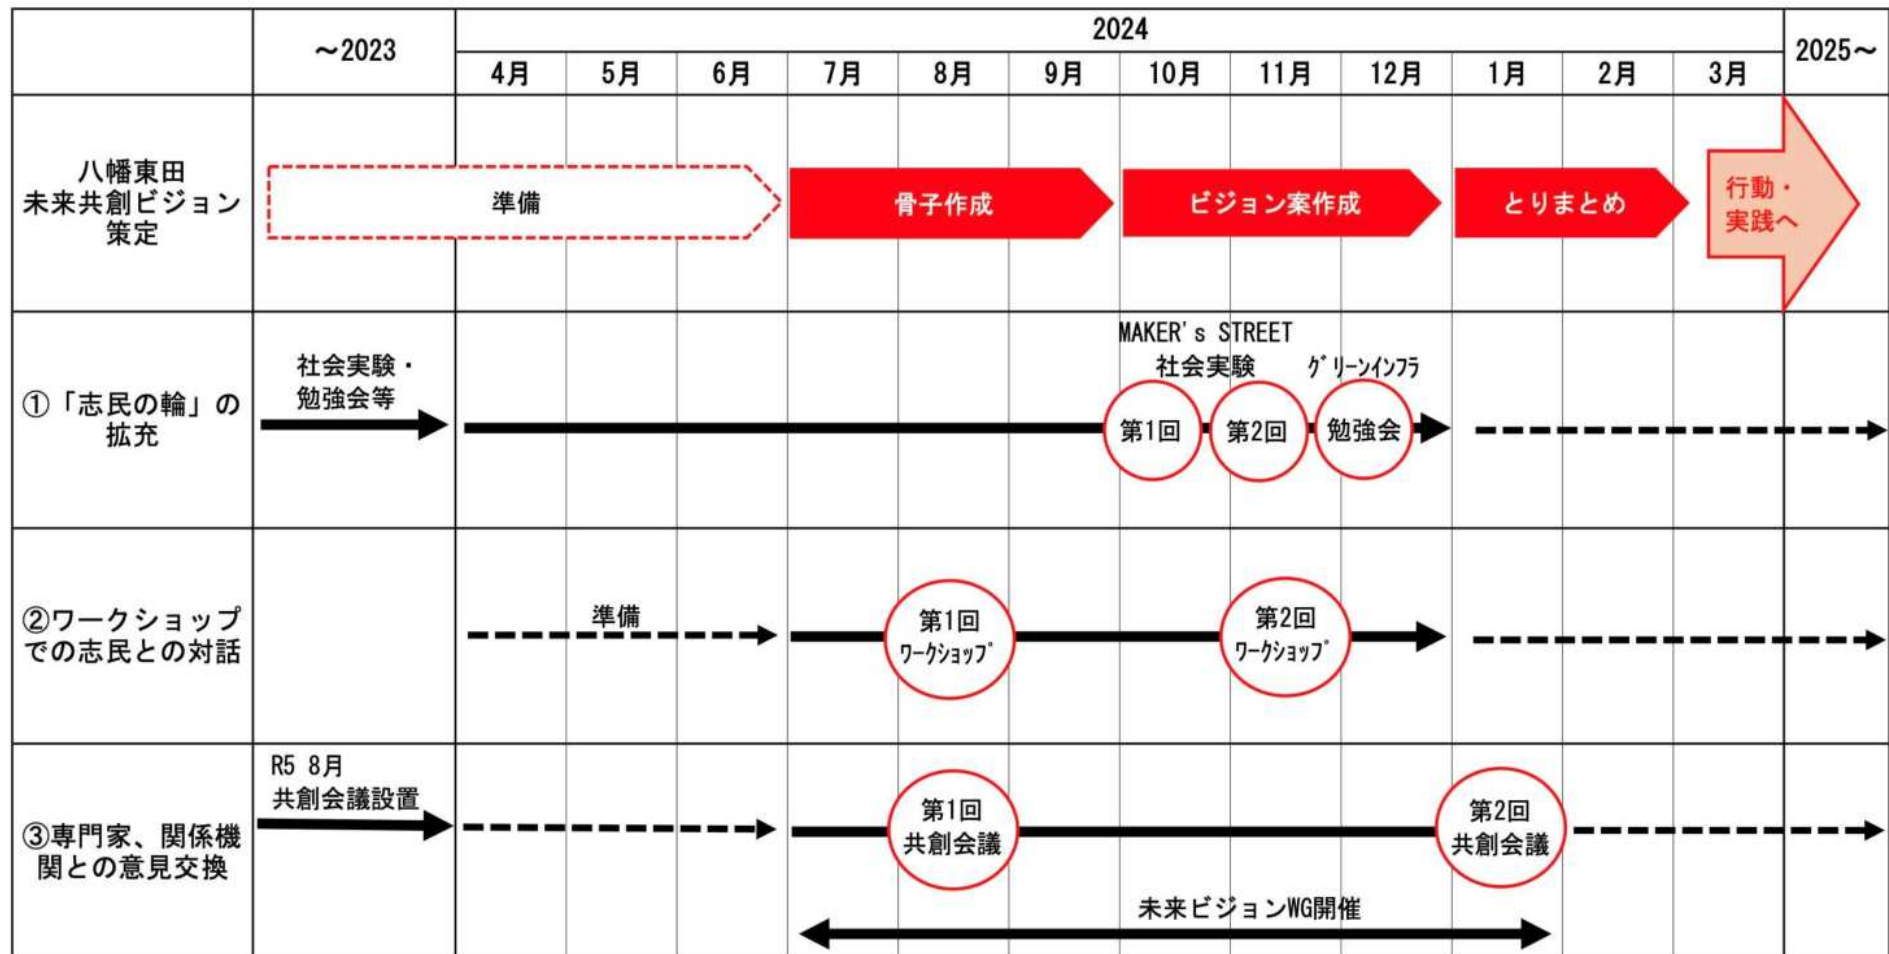 ～2023
2024
2025～
4月
5月
6月
7月
8月
9月
10月
11月
12月
1月
2月
3月
八幡東田
未来共創ビジョン
策定
準備
骨子作成
ビジョン案作成
とりまとめ
行動・
実践へ
①「志民の輪」の
拡充
社会実験・
勉強会等
MAKER's STREET
社会実験
ｸﾞﾘｰﾝｲﾝﾌﾗ
第1回
第2回
勉強会
②ワークショップ
での志民との対話
準備
第1回
ﾜｰｸｼｮｯﾌﾟ
第2回
ﾜｰｸｼｮｯﾌﾟ
③専門家、関係機
関との意見交換
R5 8月
共創会議設置
第1回
共創会議
第2回
共創会議
未来ビジョンWG開催